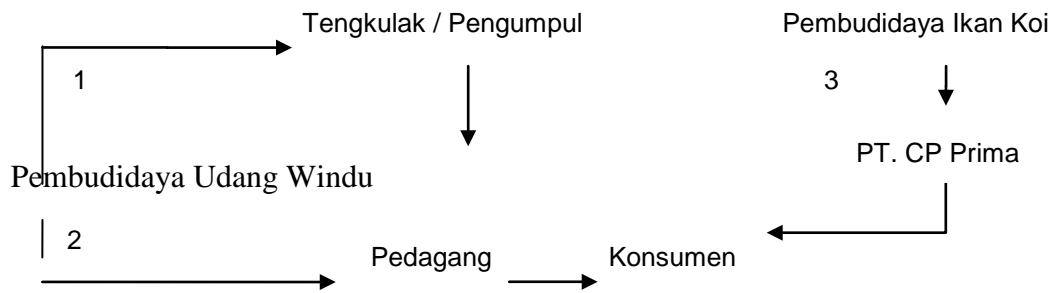 Tengkulak / Pengumpul
Pembudidaya Ikan Koi
1
3
PT. CP Prima
Pembudidaya Udang Windu
2
Pedagang
Konsumen